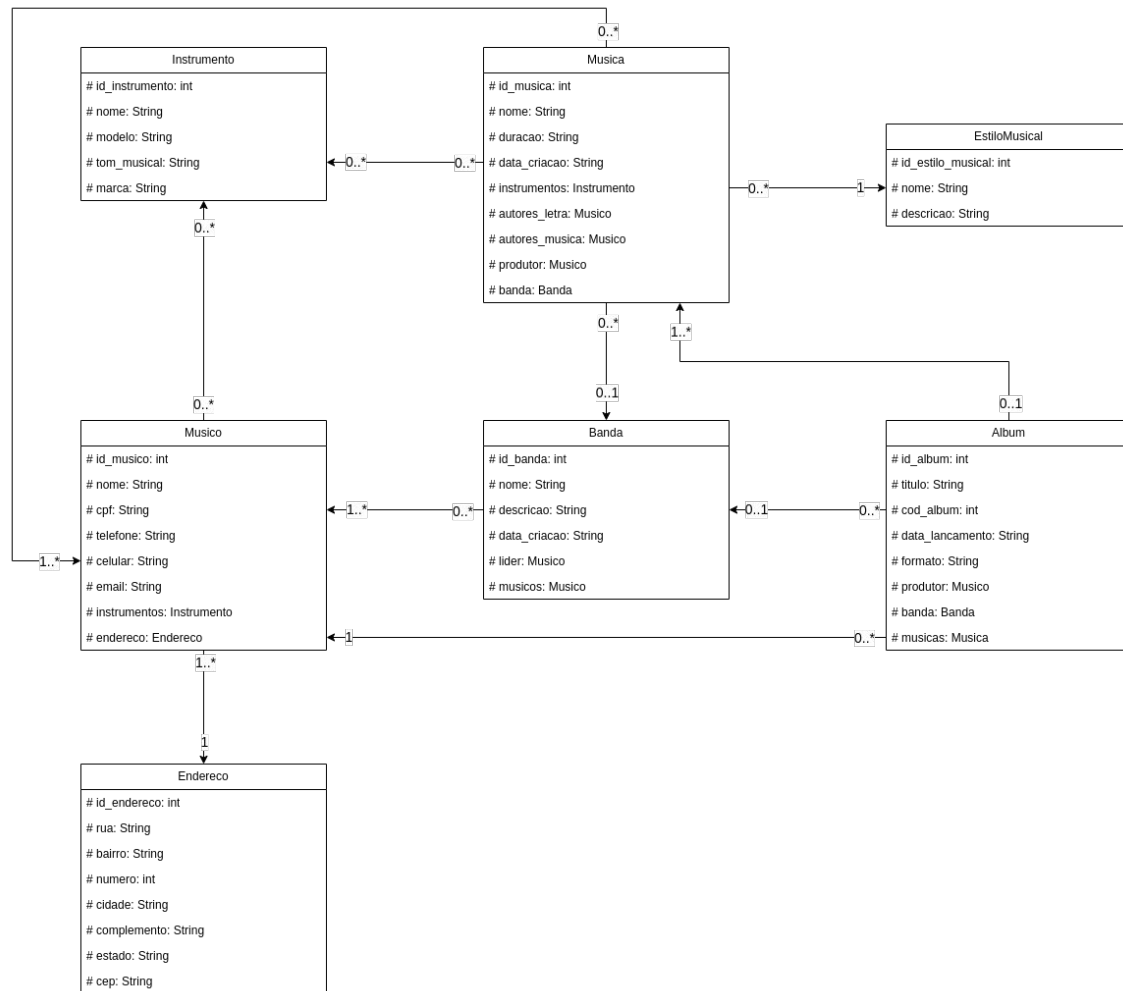 0..*
Instrumento
# id_instrumento: int
# nome: String
# modelo: String
# tom_musical: String
# marca: String
Musica
# id_musica: int
# nome: String
# duracao: String
# data_criacao: String
# instrumentos: Instrumento
# autores_letra: Musico
# autores_musica: Musico
# produtor: Musico
# banda: Banda
EstiloMusical
# id_estilo_musical: int
# nome: String
# descricao: String
0..*
0..*
0..*
1
0..*
0..*
1..*
0..*
0..1
0..1
Musico
# id_musico: int
# nome: String
# cpf: String
# telefone: String
# celular: String
# email: String
# instrumentos: Instrumento
# endereco: Endereco
Banda
# id_banda: int
# nome: String
# descricao: String
# data_criacao: String
# lider: Musico
# musicos: Musico
Album
# id_album: int
# titulo: String
# cod_album: int
# data_lancamento: String
# formato: String
# produtor: Musico
# banda: Banda
# musicas: Musica
1..*
0..*
0..1
0..*
1..*
1
0..*
1..*
1
Endereco
# id_endereco: int
# rua: String
# bairro: String
# numero: int
# cidade: String
# complemento: String
# estado: String
# cep: String